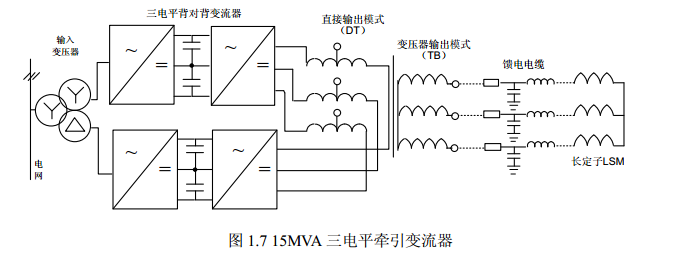 三电平背对背变流器
直接输出模式
（DT）
输入
变压器
变压器输出模式
（TB）
馈电电缆
~
=
~
=
~
=
~
=
电
网
长定子LSM
图 1.7 15MVA 三电平牵引变流器